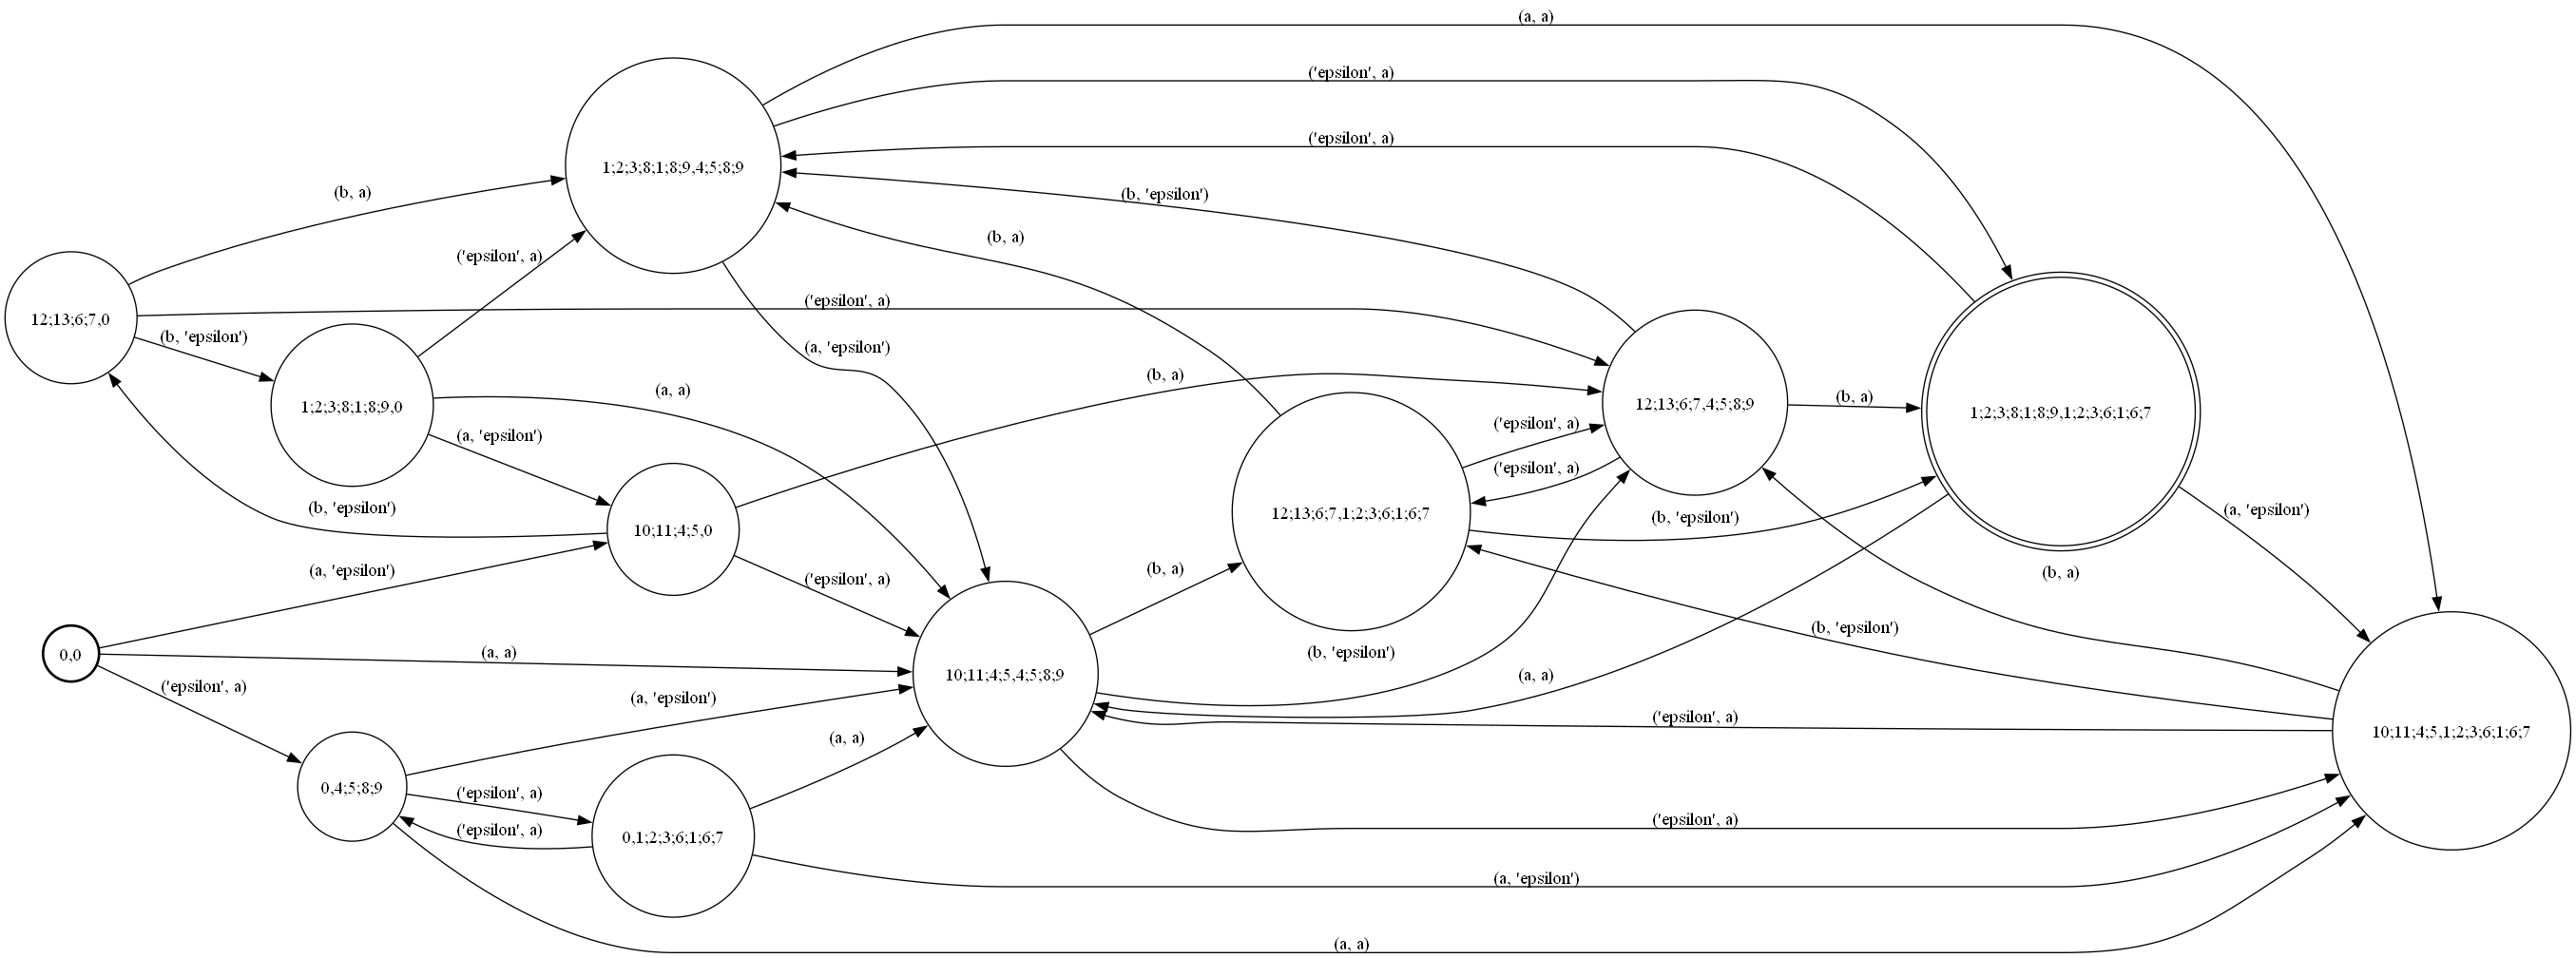 (a, a)
('epsilon', a)
('epsilon', a)
1;2;3;8;1;8;9,4;5;8;9
(b, a)
(b, 'epsilon')
(b, a)
('epsilon', a)
('epsilon', a)
12;13;6;7,0
(b, 'epsilon')
(a, 'epsilon')
(b, a)
(a, a)
(b, a)
12;13;6;7,4;5;8;9
1;2;3;8;1;8;9,0
1;2;3;8;1;8;9,1;2;3;6;1;6;7
('epsilon', a)
(a, 'epsilon')
('epsilon', a)
(b, 'epsilon')
(a, 'epsilon')
12;13;6;7,1;2;3;6;1;6;7
(b, 'epsilon')
10;11;4;5,0
(a, 'epsilon')
('epsilon', a)
(b, a)
(b, a)
(b, 'epsilon')
0,0
(a, a)
(b, 'epsilon')
10;11;4;5,4;5;8;9
(a, a)
('epsilon', a)
(a, 'epsilon')
('epsilon', a)
10;11;4;5,1;2;3;6;1;6;7
(a, a)
0,4;5;8;9
('epsilon', a)
('epsilon', a)
('epsilon', a)
0,1;2;3;6;1;6;7
(a, 'epsilon')
(a, a)